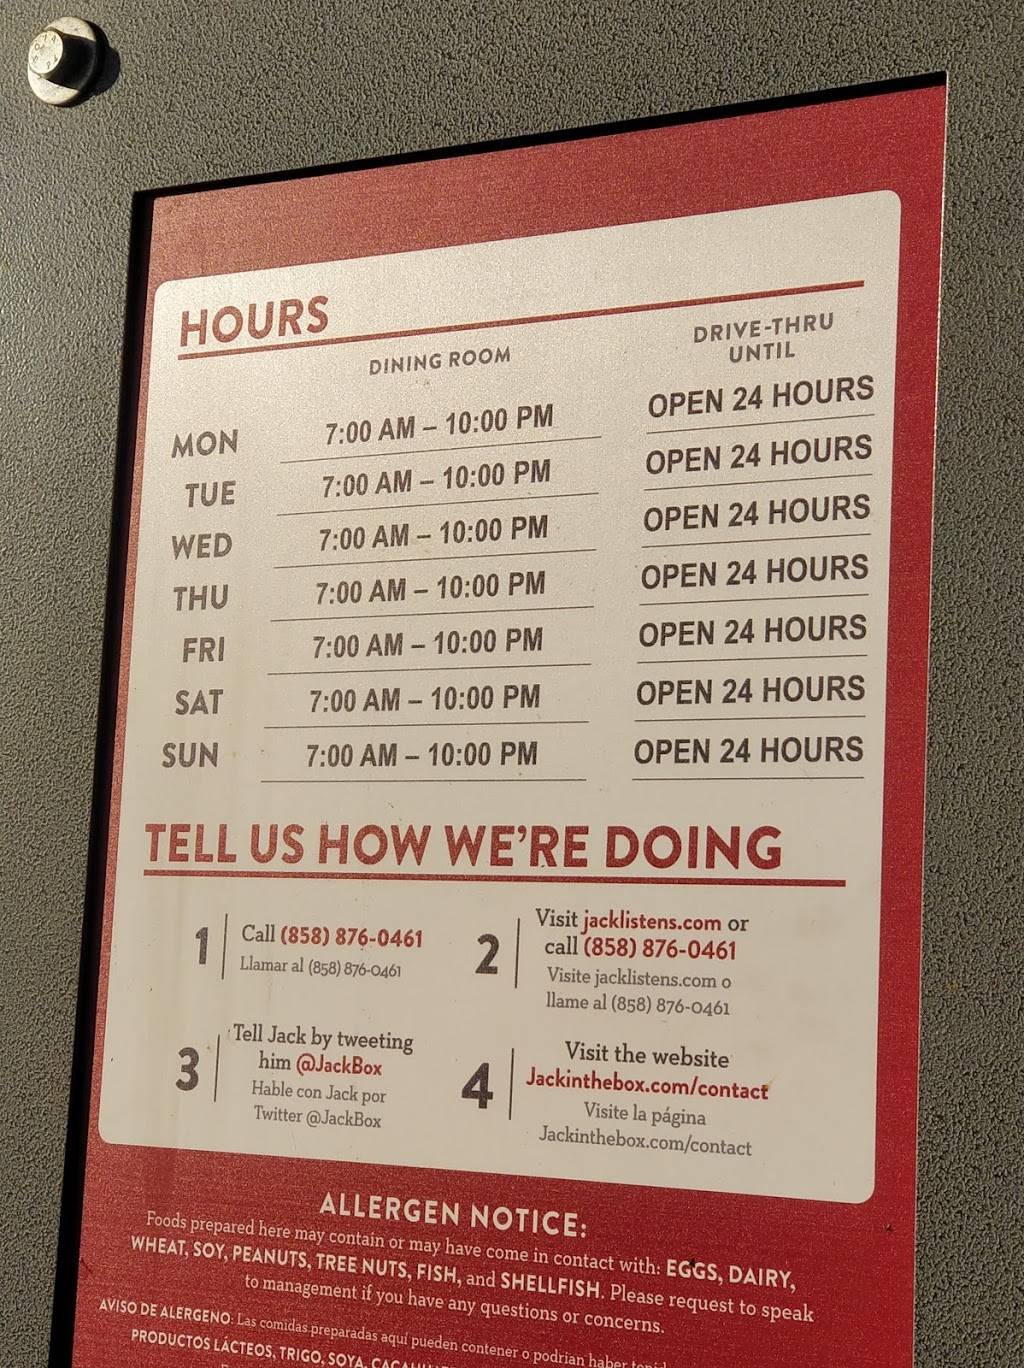 HOURS
DINING ROOM
DRIVE-THRU
UNTIL
MON 7:00 AM – 10:00 PM OPEN 24 HOURS
TUE 7:00 AM – 10:00 PM OPEN 24 HOURS
WED 7:00 AM – 10:00 PM OPEN 24 HOURS
THU 7:00 AM – 10:00 PM OPEN 24 HOURS
FRI 7:00 AM – 10:00 PM OPEN 24 HOURS
SAT 7:00 AM – 10:00 PM OPEN 24 HOURS
SUN 7:00 AM – 10:00 PM OPEN 24 HOURS
TELL US HOW WE'RE DOING
1
Call (858) 876-0461
Llamar al (858) 876-0461
2
Visit jacklistens.com or
call (858) 876-0461
Visite jacklistens.com o
llame al (858) 876-0461
3
Tell Jack by tweeting
him @JackBox
Hable con Jack por
Twitter @JackBox
4
Visit the website
Jackinthebox.com/contact
Visite la página
Jackinthebox.com/contact
ALLERGEN NOTICE:
Foods prepared here may contain or may have come in contact with: EGGS, DAIRY,
WHEAT, SOY, PEANUTS, TREE NUTS, FISH, and SHELLFISH. Please request to speak
to management if you have any questions or concerns.
AVISO DE ALERGENO: Las comidas preparadas aquí pueden contener o podrían haber
PRODUCTOS LÁCTEOS, TRIGO, SOYA,